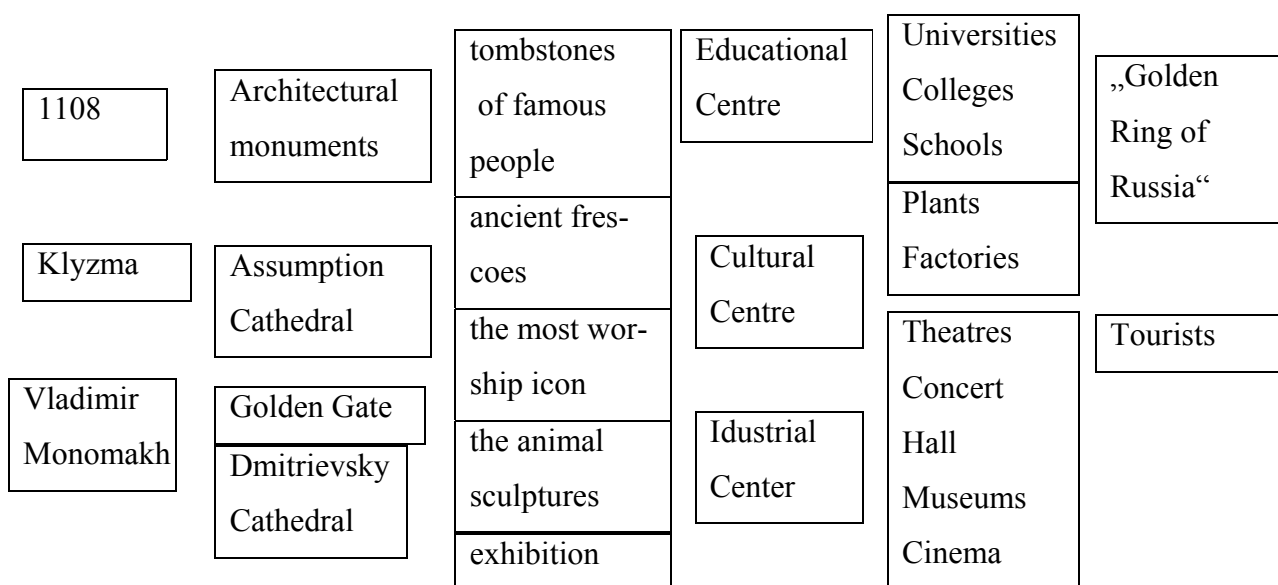 1108
Klyzma
Vladimir
Monomakh
Architectural
monuments
Assumption
Cathedral
Golden Gate
Dmitrievsky
Cathedral
tombstones
of famous
people
ancient fres-
coes
the most wor-
ship icon
the animal
sculptures
exhibition
Educational
Centre
Cultural
Centre
Idustrial
Center
Universities
Colleges
Schools
Plants
Factories
Theatres
Concert
Hall
Museums
Cinema
„Golden
Ring of
Russia“
Tourists